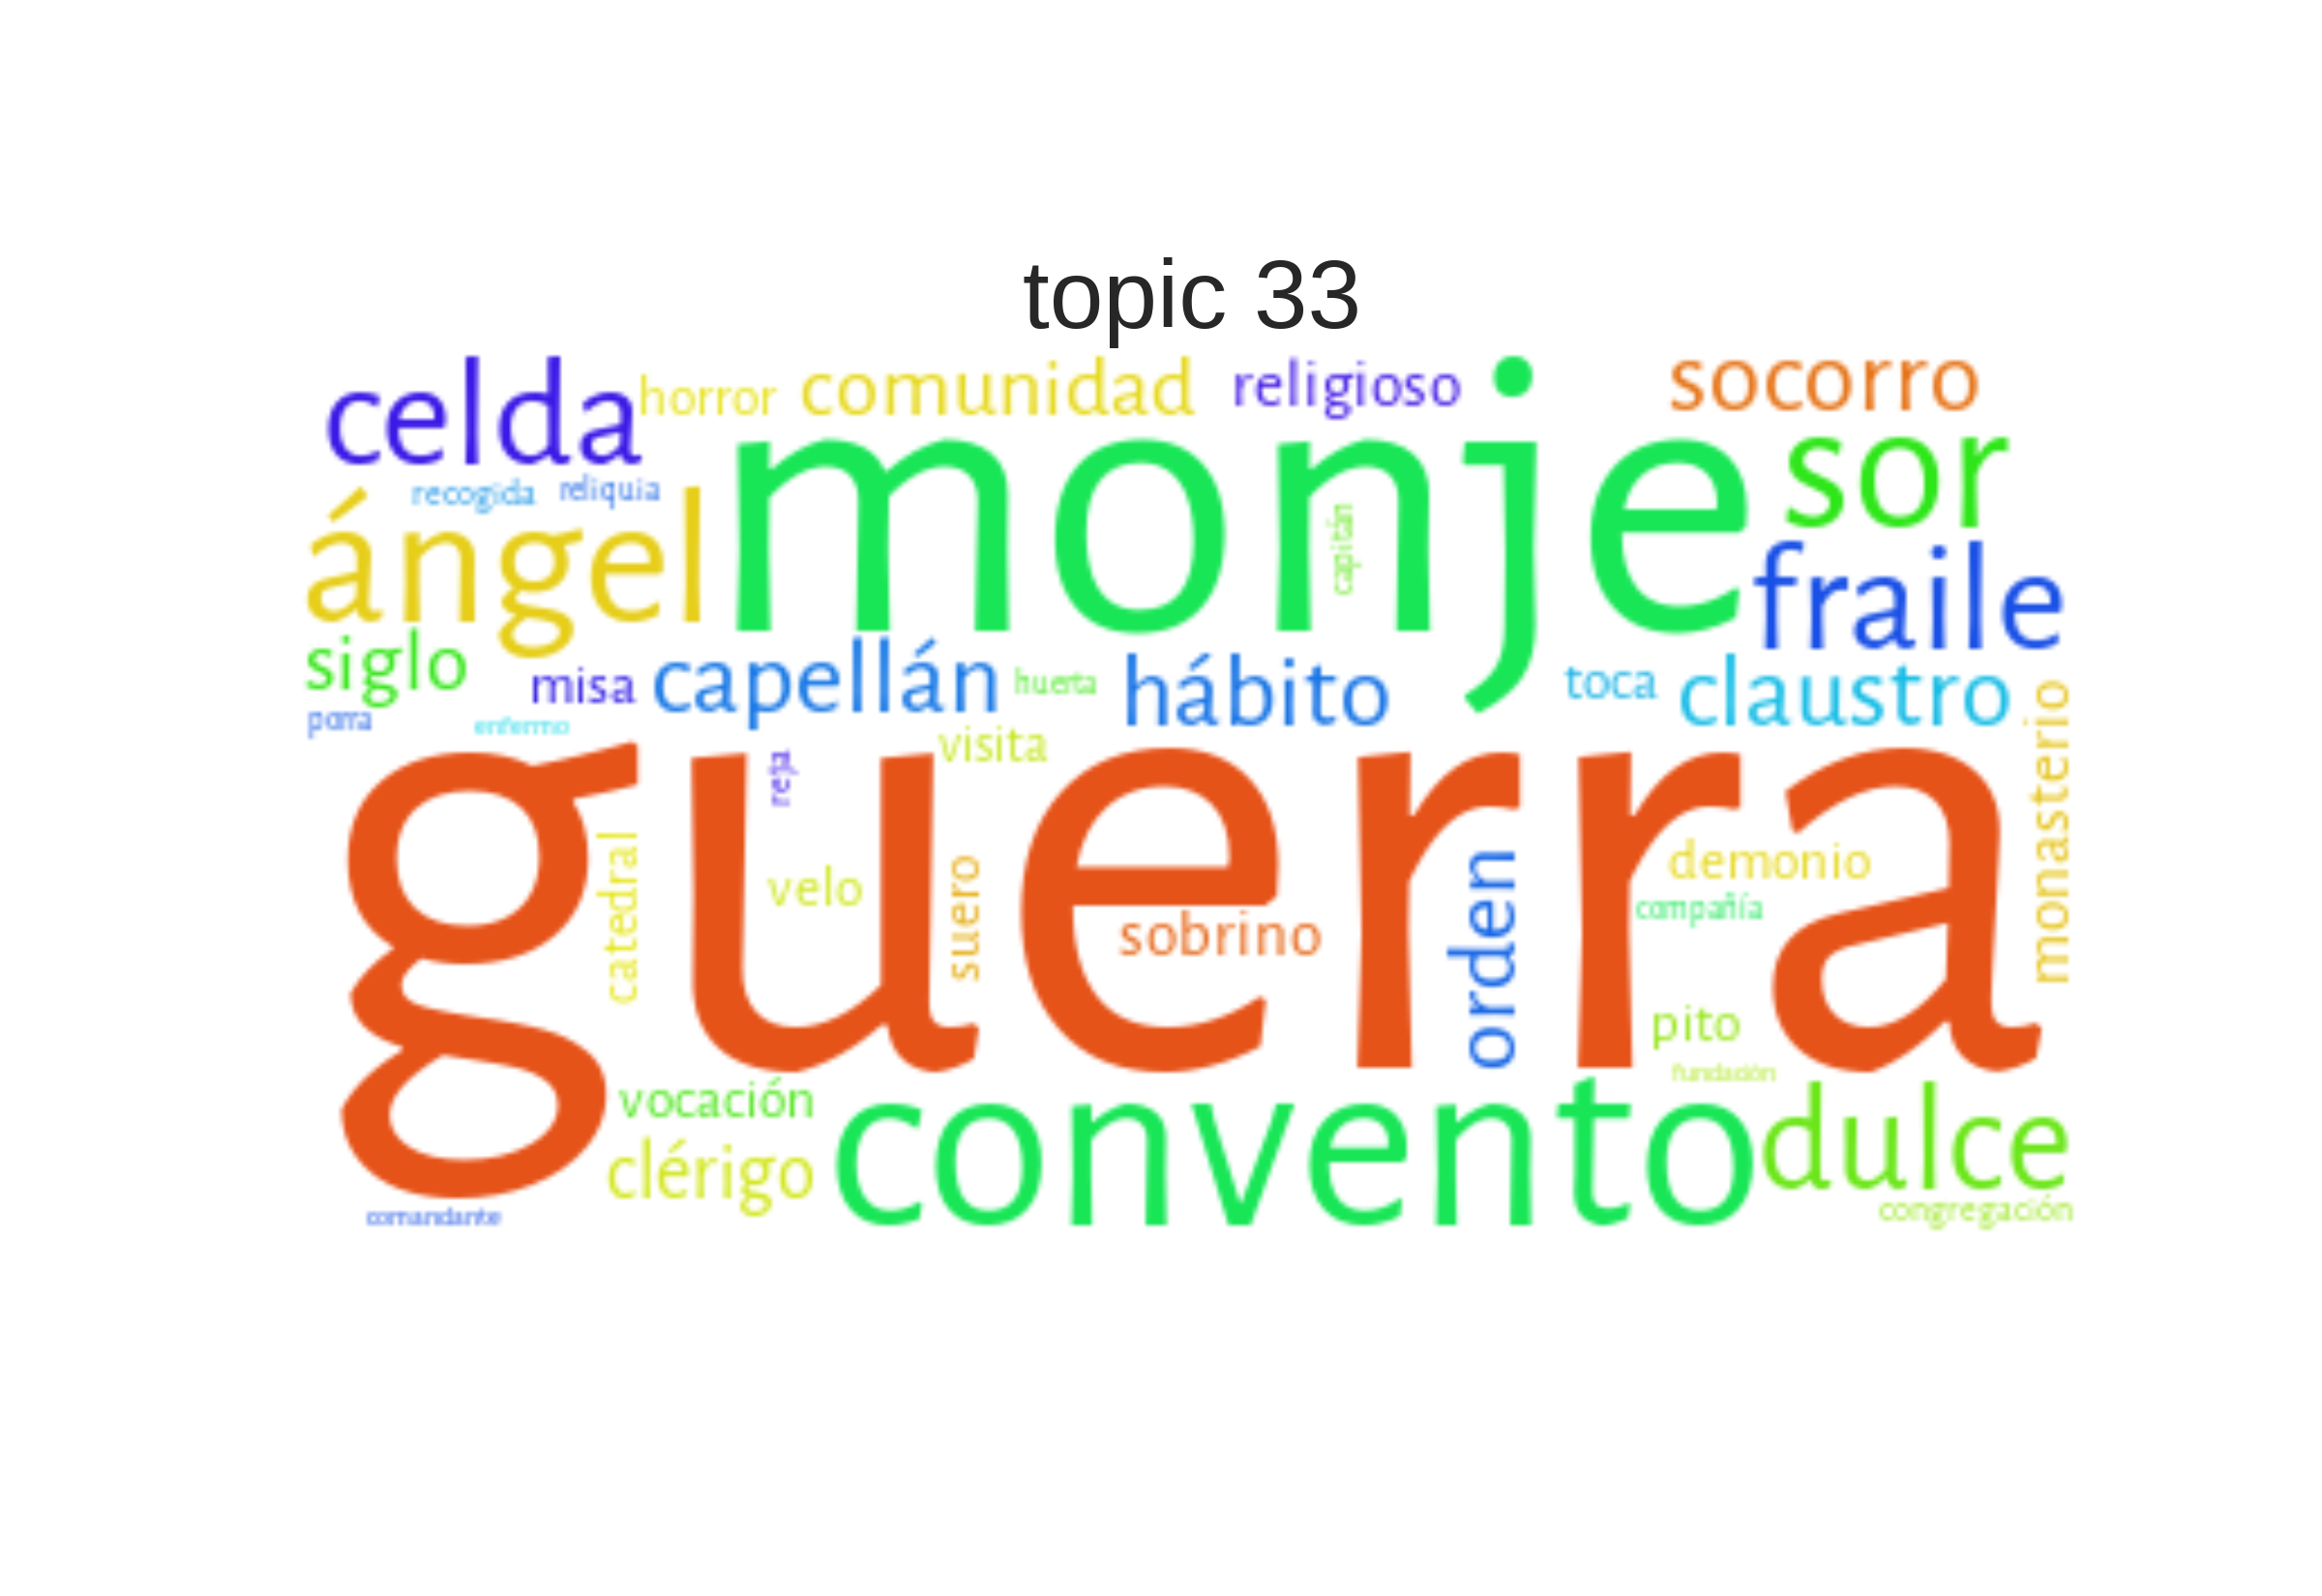 topic 33
celda horror comunidad religioso socorro
monje sor
recogida reliquia
capitán
ángel fraile
siglo misa capellán huerta hábito toca claustro
porra enfermo visita
monasterio
guerra
reja
catedral velo suero sobrino orden demonio
compañía
pito
fundación
vocación convento dulce
clérigo
comandante congregación